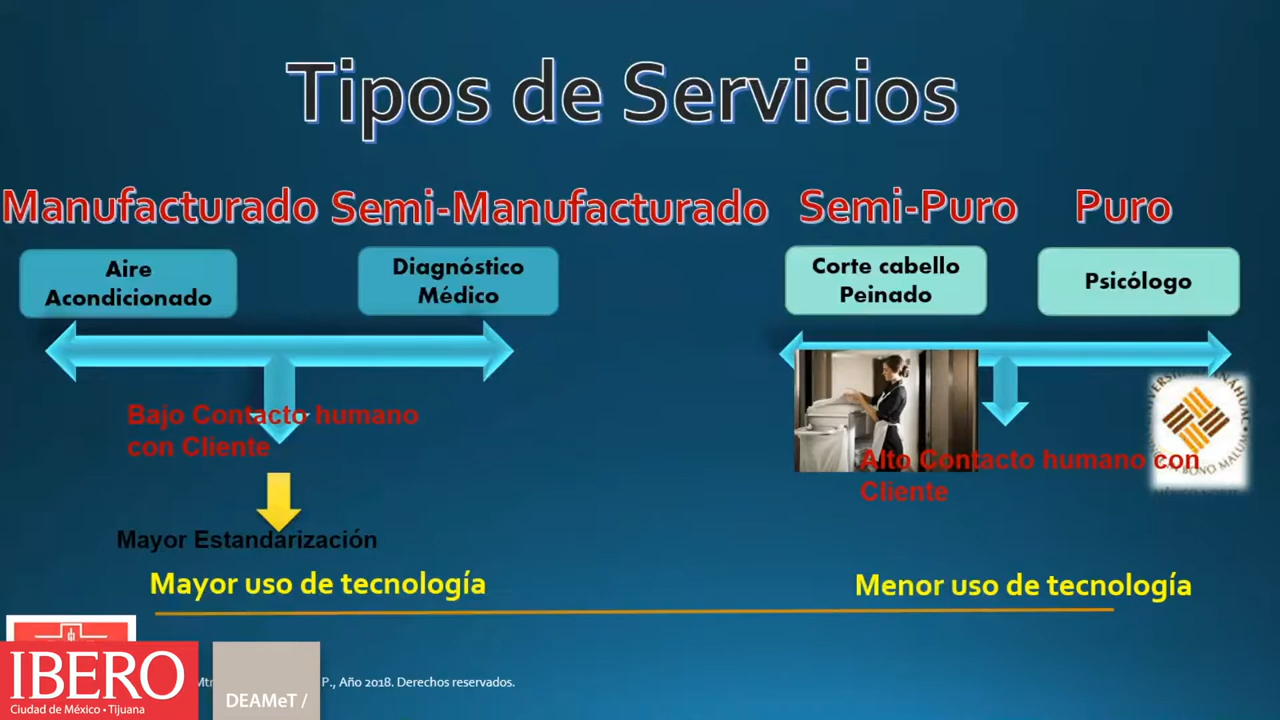 Tipos de Servicios
Manufacturado Semi-Manufacturado Semi-Puro Puro
Aire
Acondicionado
Diagnóstico
Médico
Corte cabello
Peinado
Psicólogo
Bajo Contacto humano
con Cliente
Alto Contacto humano con
Cliente
Mayor Estandarización
Mayor uso de tecnología
Menor uso de tecnología
IBERO
Ciudad de México • Tijuana
DEAMeT /
P., Año 2018. Derechos reservados.